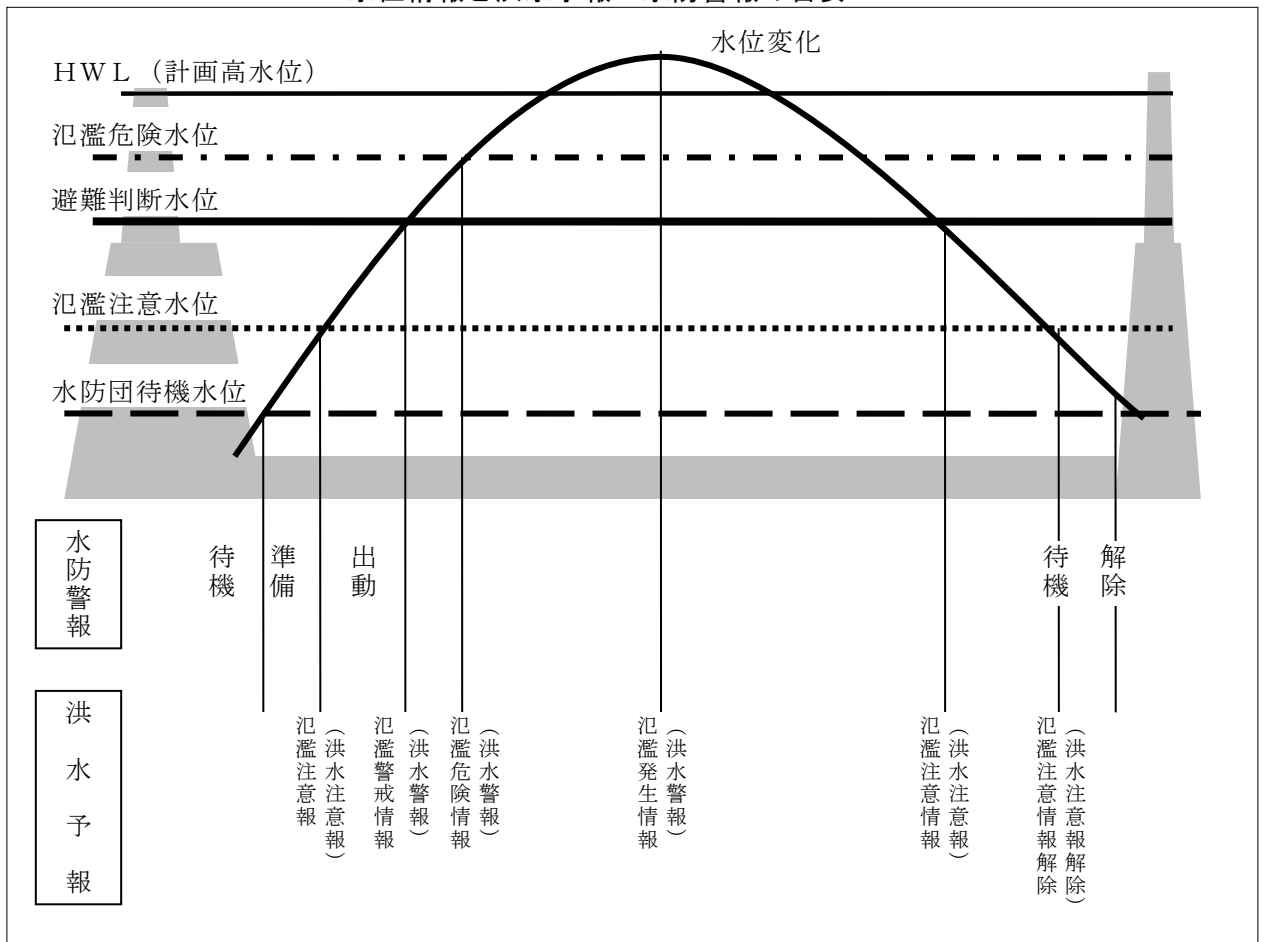 水位変化
HWL（計画高水位）
氾濫危険水位
避難判断水位
氾濫注意水位
水防団待機水位
水防警報
待機
準備
出動
待機
解除
洪水予報
氾濫注意報
（洪水注意報）
氾濫警戒情報
（洪水警報）
氾濫危険情報
（洪水警報）
氾濫発生情報
（洪水警報）
氾濫注意情報
（洪水注意報）
氾濫注意情報解除
（洪水注意報解除）